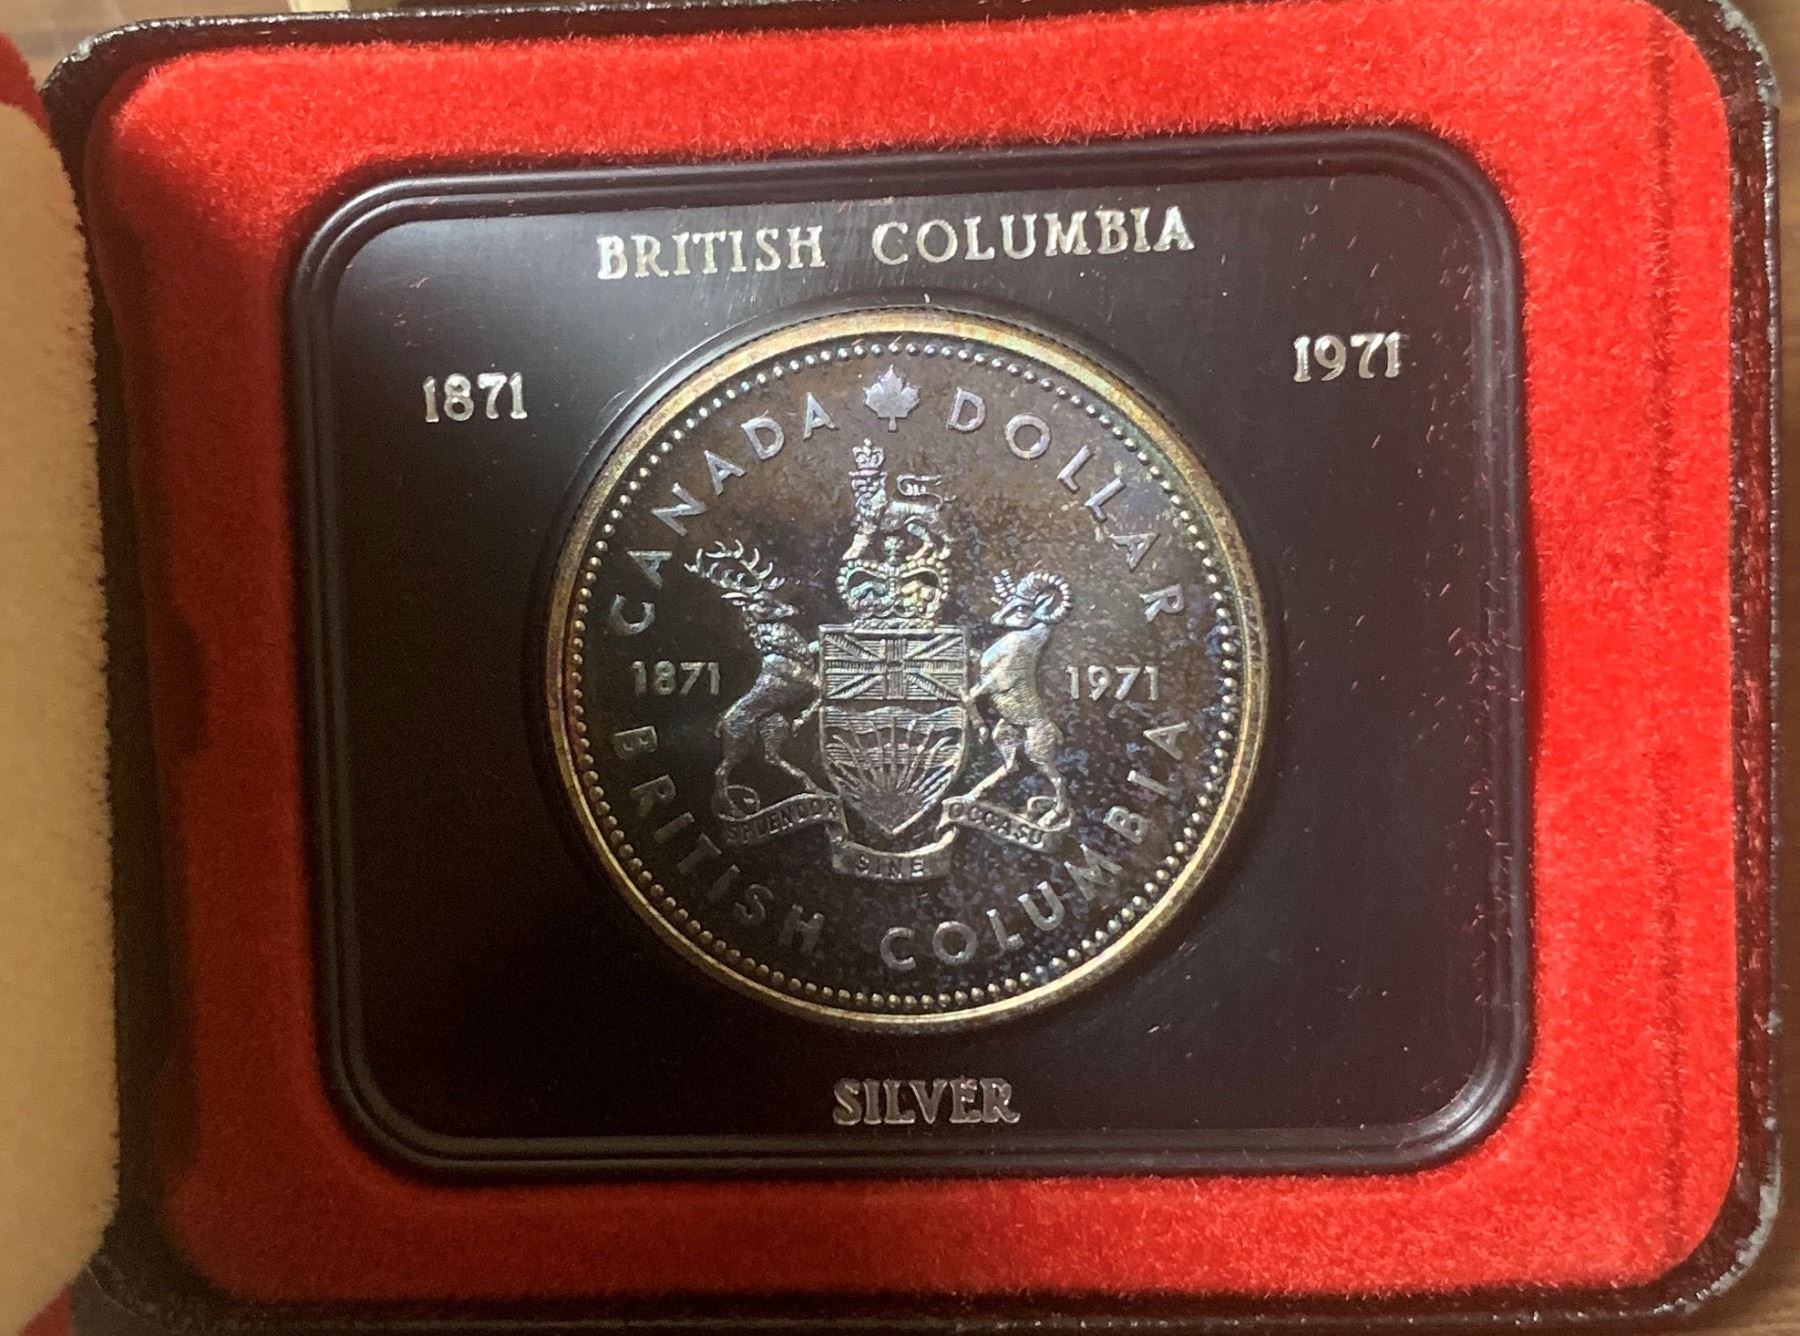 BRITISH COLUMBIA
1871
1971
CANADA DOLLAR
1871
1971
SPLENDOR SINE OCCASU
BRITISH COLUMBIA
SILVER